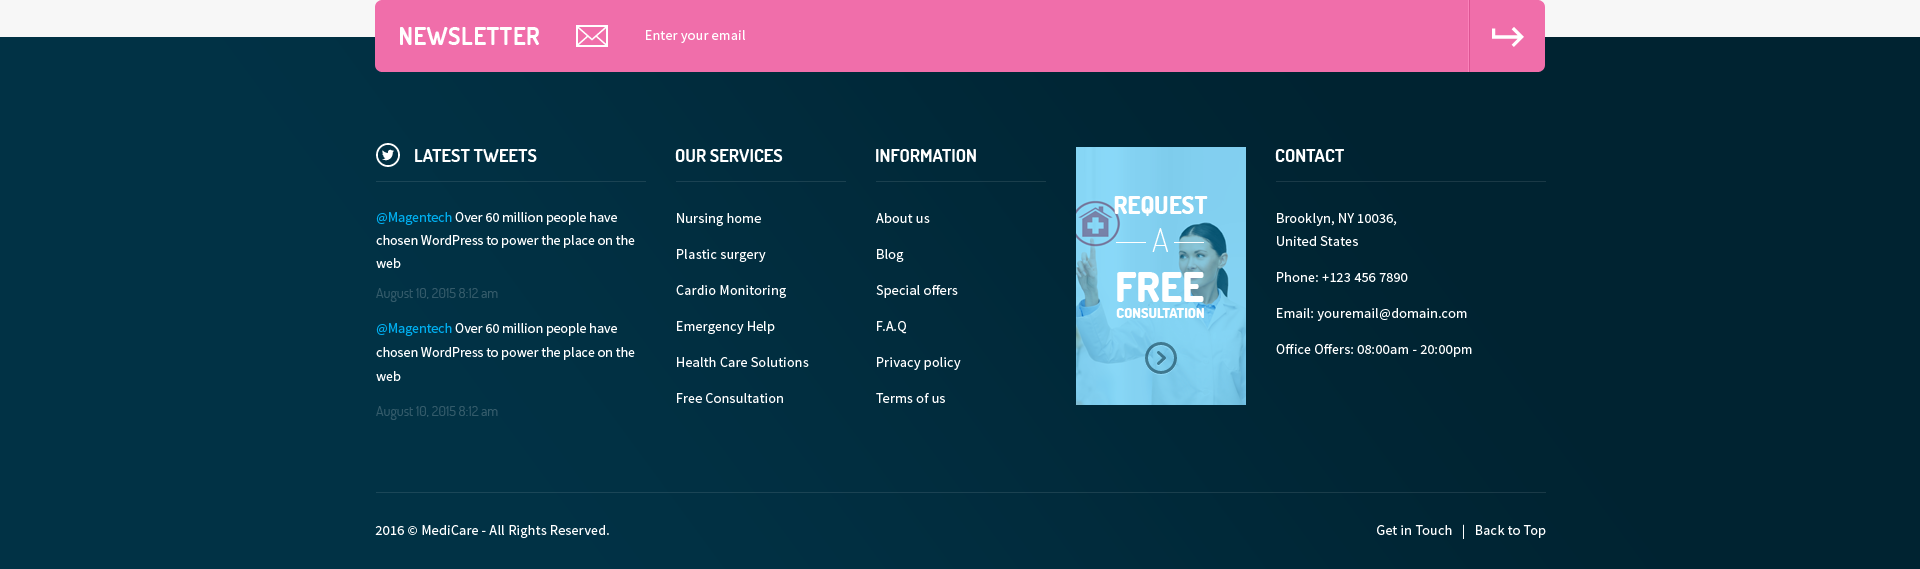 NEWSLETTER
Enter your email
LATEST TWEETS
@Magentech Over 60 million people have
chosen WordPress to power the place on the
web
August 10, 2015 8:12 am
@Magentech Over 60 million people have
chosen WordPress to power the place on the
web
August 10, 2015 8:12 am
OUR SERVICES
Nursing home
Plastic surgery
Cardio Monitoring
Emergency Help
Health Care Solutions
Free Consultation
INFORMATION
About us
Blog
Special offers
F.A.Q
Privacy policy
Terms of us
REQUEST
A
FREE
CONSULTATION
CONTACT
Brooklyn, NY 10036,
United States
Phone: +123 456 7890
Email: youremail@domain.com
Office Offers: 08:00am - 20:00pm
2016 © MediCare - All Rights Reserved.
Get in Touch | Back to Top